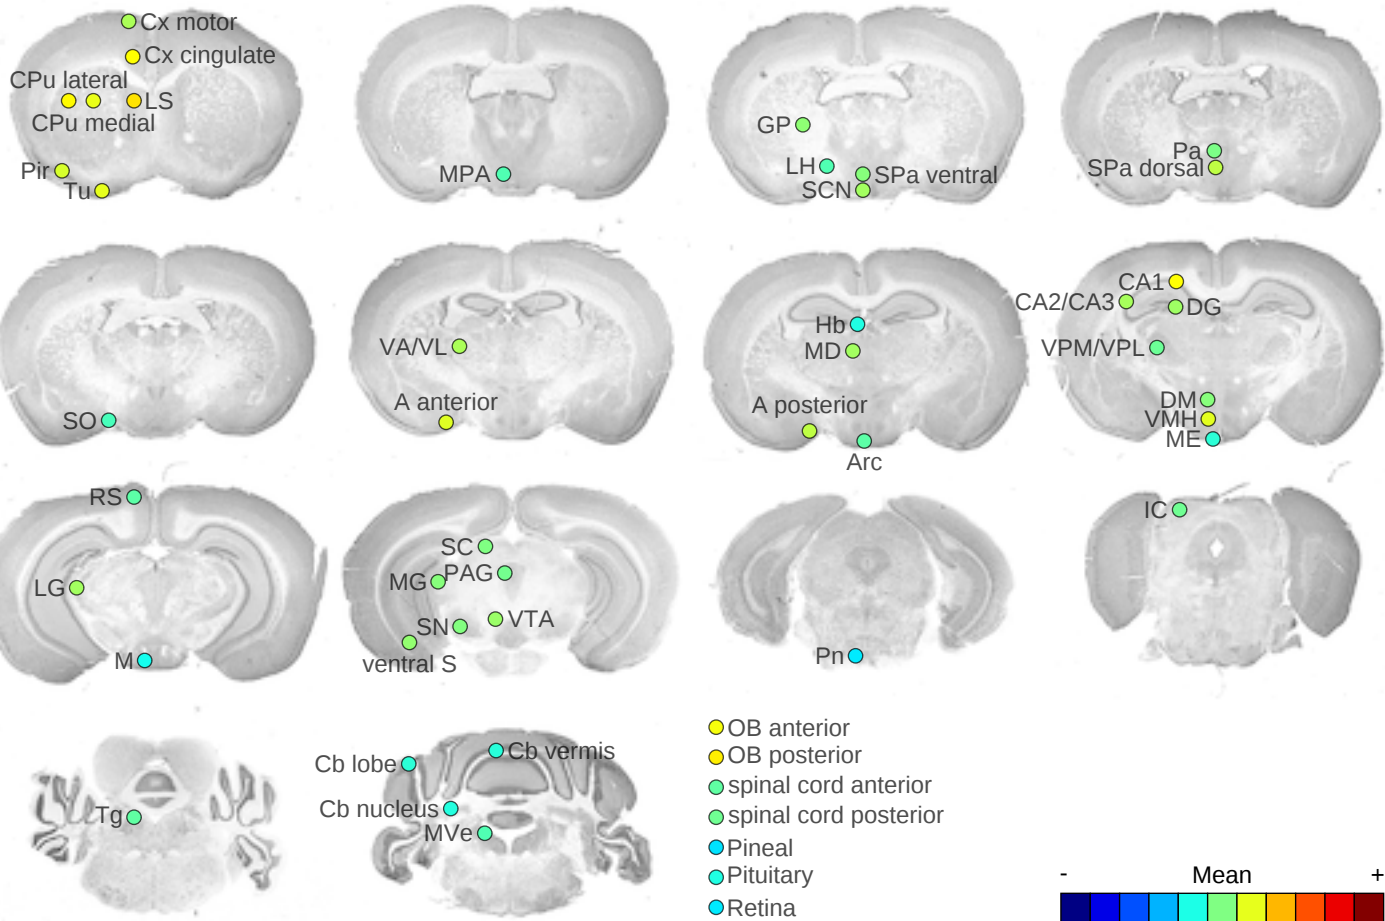 Cx motor
Cx cingulate
CPu lateral
LS
CPu medial
Pir
Tu
MPA
GP
LH
SPa ventral
SCN
Pa
SPa dorsal
SO
VA/VL
A anterior
Hb
MD
A posterior
Arc
CA1
CA2/CA3
DG
VPM/VPL
DM
VMH
ME
RS
LG
M
SC
MG
PAG
SN
VTA
ventral S
Pn
IC
Tg
Cb lobe
Cb vermis
Cb nucleus
MVe
OB anterior
OB posterior
spinal cord anterior
spinal cord posterior
Pineal
Pituitary
Retina
- Mean +